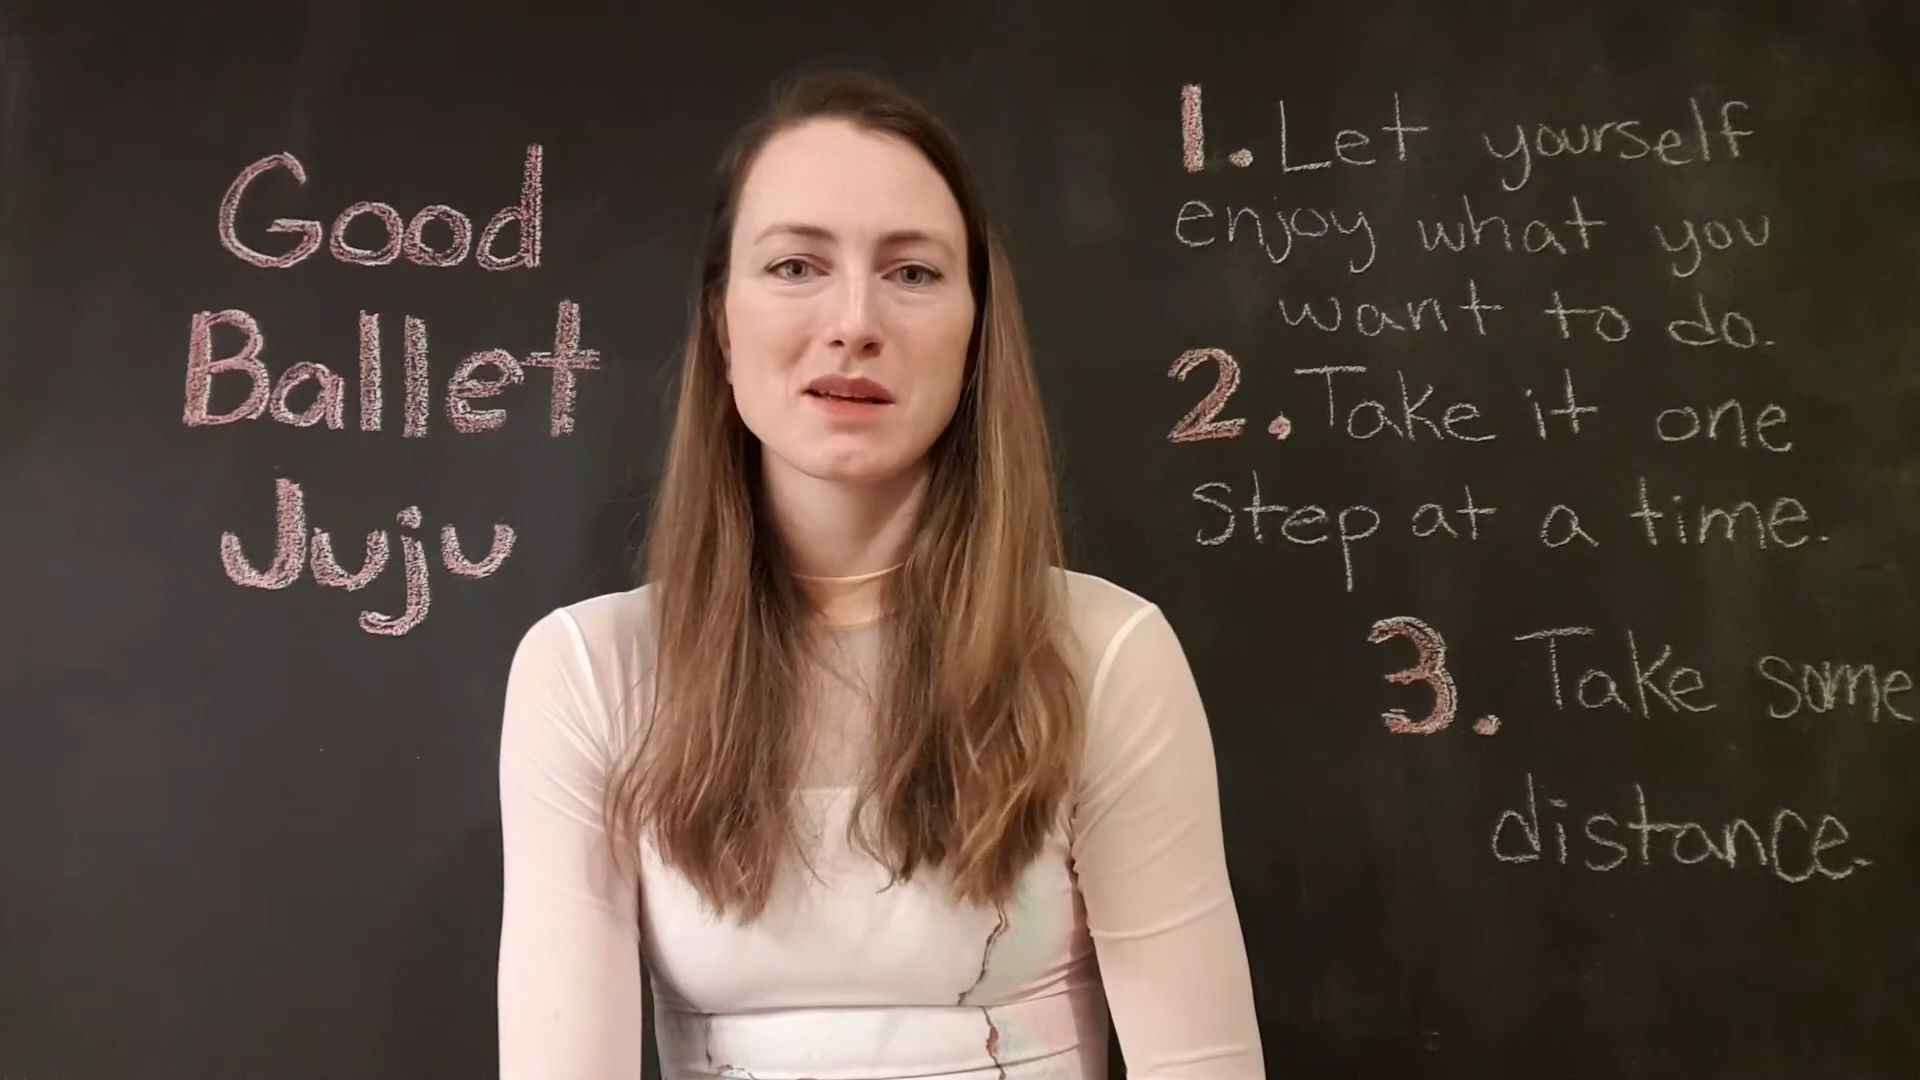 Good
Ballet
Juju
1. Let yourself
enjoy what you
want to do.
2. Take it one
Step at a time.
3. Take some
distance.